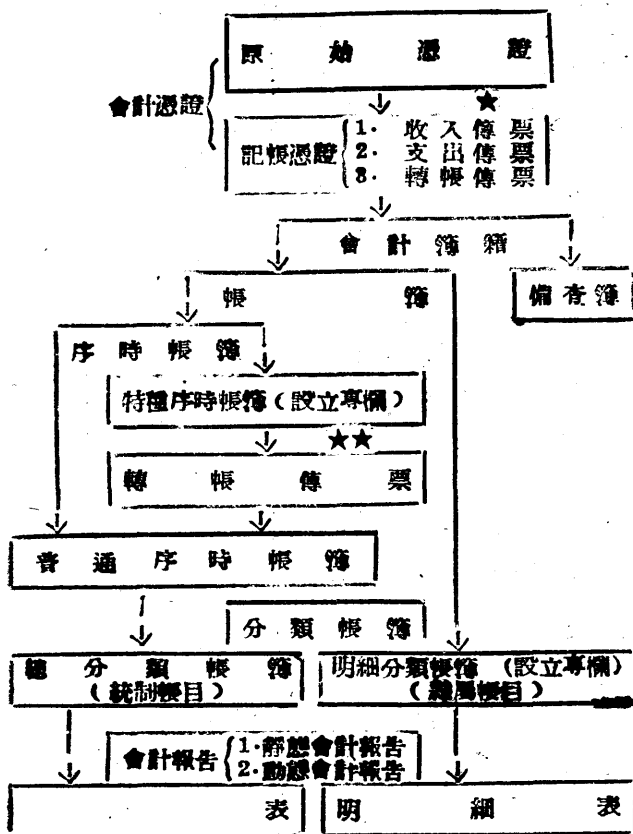 原始憑證
會計憑證
★
記帳憑證
1. 收入傳票
2. 支出傳票
3. 轉帳傳票
會計簿籍
帳簿
備查簿
序時帳簿
特種序時帳簿(設立專欄)
★★
轉帳傳票
普通序時帳簿
分類帳簿
總分類帳簿
(統制帳目)
明細分類帳簿(設立專欄)
(隸屬帳目)
會計報告
1. 靜態會計報告
2. 動態會計報告
表
明細表